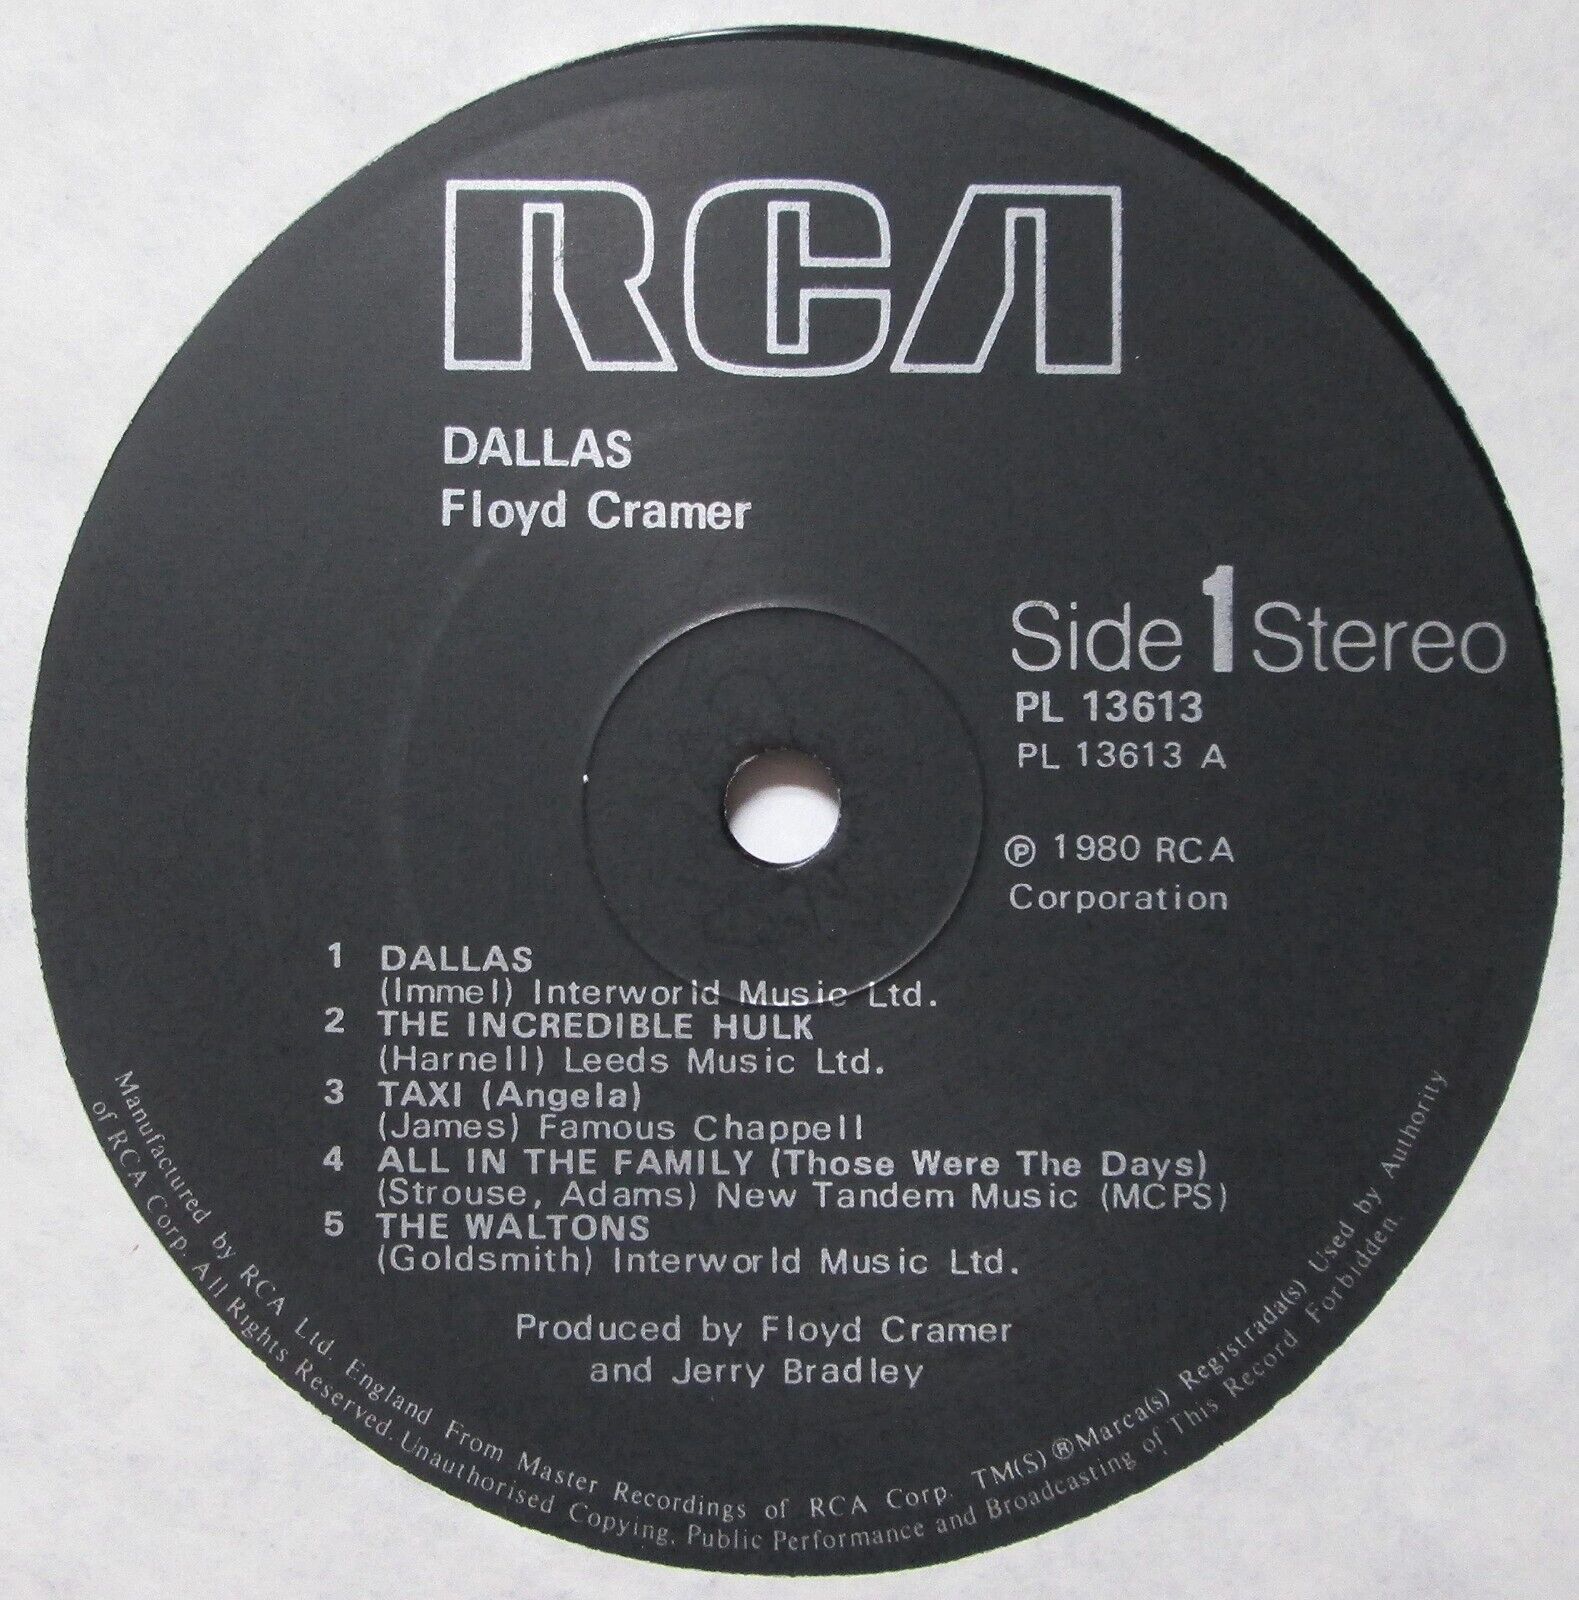 RCA
DALLAS
Floyd Cramer
Side 1 Stereo
PL 13613
PL 13613 A
Ⓟ 1980 RCA
Corporation
1 DALLAS
(Immel) Interworld Music Ltd.
2 THE INCREDIBLE HULK
(Harnell) Leeds Music Ltd.
3 TAXI (Angela)
(James) Famous Chappell
4 ALL IN THE FAMILY (Those Were The Days)
(Strouse, Adams) New Tandem Music (MCPS)
5 THE WALTONS
(Goldsmith) Interworld Music Ltd.
Produced by Floyd Cramer
and Jerry Bradley
Manufactured by RCA Ltd. England From Master Recordings of RCA Corp. TM(S) ® Marca(s) Registrada(s) Used by Authority
of RCA Corp. All Rights Reserved. Unauthorised Copying, Public Performance and Broadcasting of This Record Forbidden.